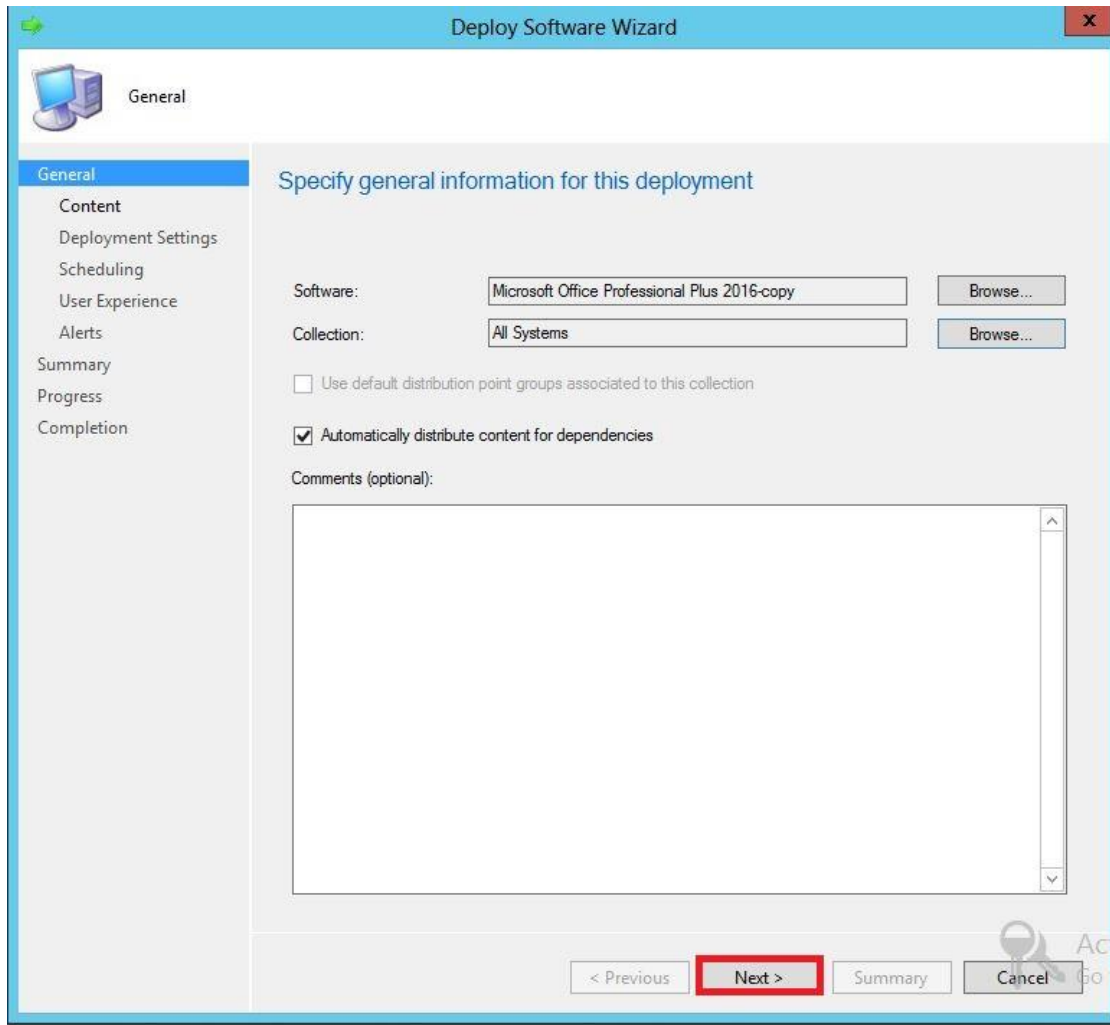 Deploy Software Wizard
x
General
General
Content
Deployment Settings
Scheduling
User Experience
Alerts
Summary
Progress
Completion
Specify general information for this deployment
Software: Microsoft Office Professional Plus 2016-copy Browse...
Collection: All Systems Browse...
Use default distribution point groups associated to this collection
Automatically distribute content for dependencies
Comments (optional):
< Previous Next > Summary Cancel
Ac
Go